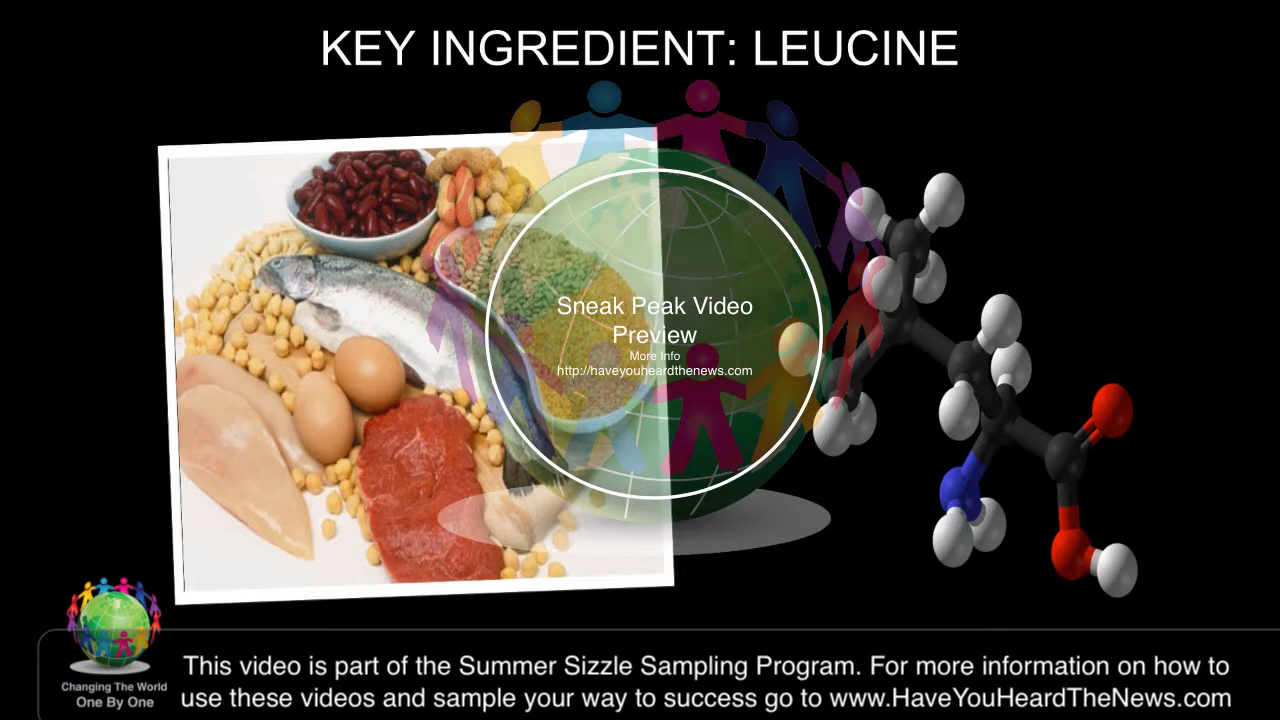 KEY INGREDIENT: LEUCINE
Sneak Peak Video
Preview
More Info
http://haveyouheardthenews.com
Changing The World
One By One
This video is part of the Summer Sizzle Sampling Program. For more information on how to
use these videos and sample your way to success go to www.HaveYouHeardTheNews.com